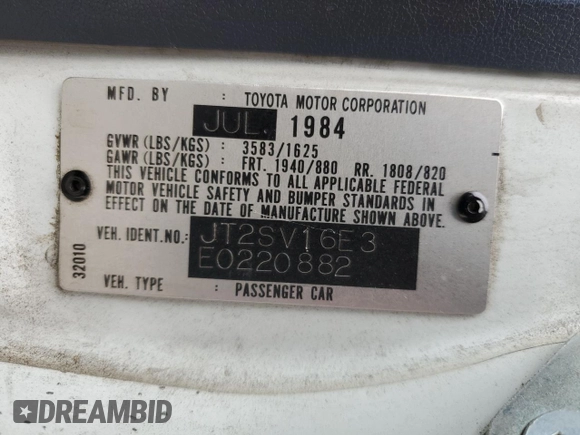 MFD. BY : TOYOTA MOTOR CORPORATION
JUL. 1984
GVWR (LBS/KGS) : 3583/1625
GAWR (LBS/KGS) : FRT. 1940/880 RR. 1808/820
THIS VEHICLE CONFORMS TO ALL APPLICABLE FEDERAL
MOTOR VEHICLE SAFETY AND BUMPER STANDARDS IN
EFFECT ON THE DATE OF MANUFACTURE SHOWN ABOVE.
VEH. IDENT.NO.: JT2SV16E3
E0220882
VEH. TYPE : PASSENGER CAR
32010
DREAMBID